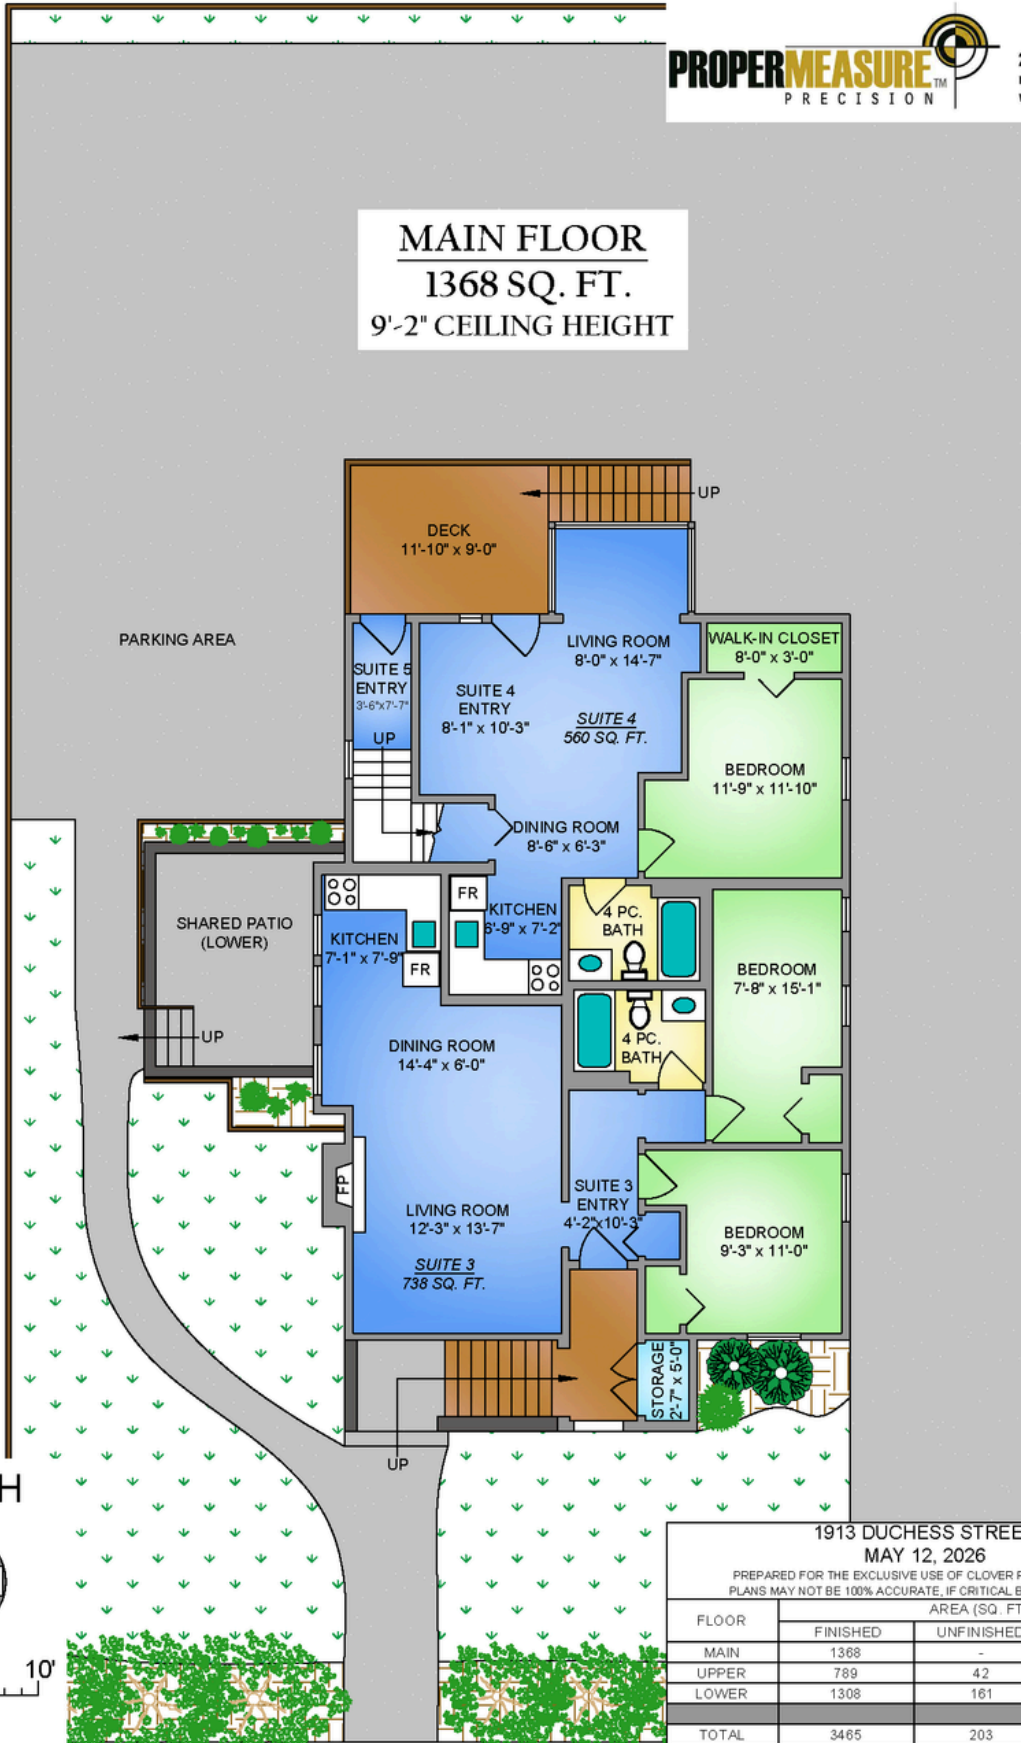 PROPERMEASURE™
PRECISION
MAIN FLOOR
1368 SQ. FT.
9'-2" CEILING HEIGHT
UP
DECK
11'-10" x 9'-0"
PARKING AREA
LIVING ROOM
8'-0" x 14'-7"
WALK-IN CLOSET
8'-0" x 3'-0"
SUITE 5
ENTRY
3'-6"x7'-7"
SUITE 4
ENTRY
8'-1" x 10'-3"
SUITE 4
560 SQ. FT.
UP
BEDROOM
11'-9" x 11'-10"
DINING ROOM
8'-6" x 6'-3"
FR
KITCHEN
6'-9" x 7'-2"
4 PC.
BATH
SHARED PATIO
(LOWER)
KITCHEN
7'-1" x 7'-9"
FR
BEDROOM
7'-8" x 15'-1"
UP
DINING ROOM
14'-4" x 6'-0"
4 PC.
BATH
FP
SUITE 3
ENTRY
4'-2"x10'-3"
LIVING ROOM
12'-3" x 13'-7"
BEDROOM
9'-3" x 11'-0"
SUITE 3
738 SQ. FT.
STORAGE
2'-7" x 5'-0"
UP
H
10'
1913 DUCHESS STREE
MAY 12, 2026
PREPARED FOR THE EXCLUSIVE USE OF CLOVER
PLANS MAY NOT BE 100% ACCURATE, IF CRITICAL
FLOOR AREA (SQ. FT
FINISHED UNFINISHED
MAIN 1368 -
UPPER 789 42
LOWER 1308 161
TOTAL 3465 203